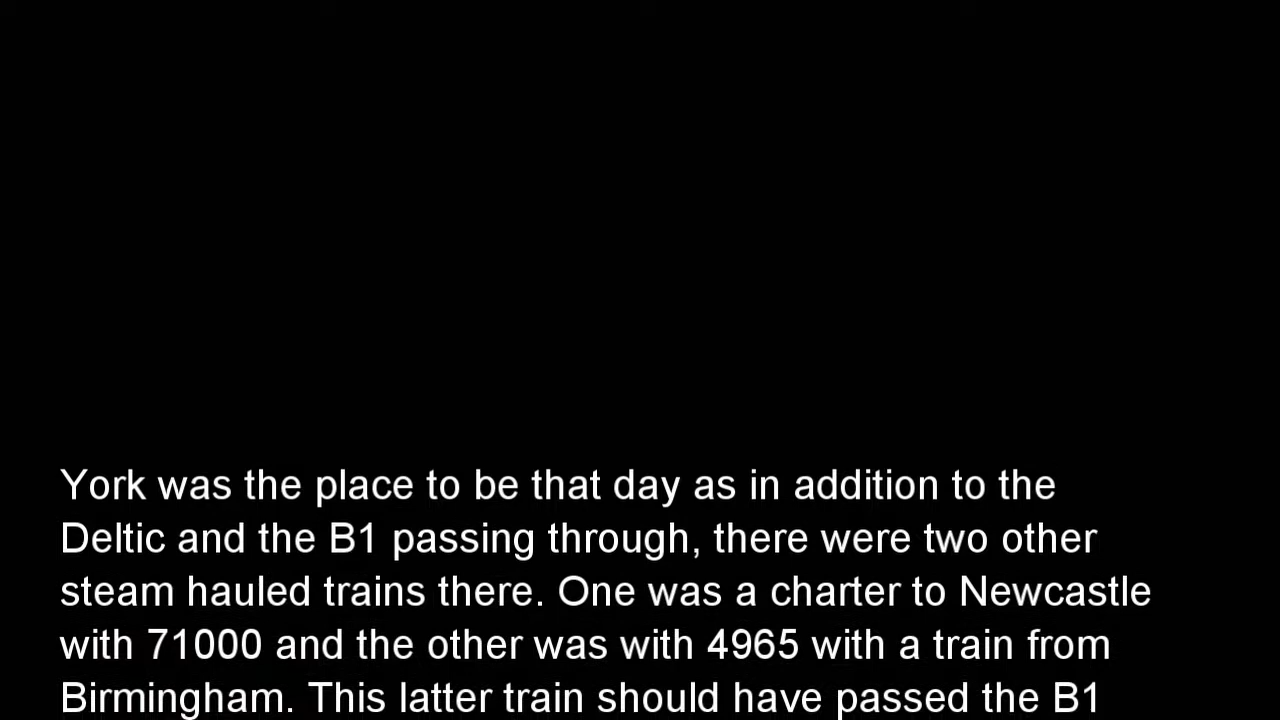 York was the place to be that day as in addition to the
Deltic and the B1 passing through, there were two other
steam hauled trains there. One was a charter to Newcastle
with 71000 and the other was with 4965 with a train from
Birmingham. This latter train should have passed the B1